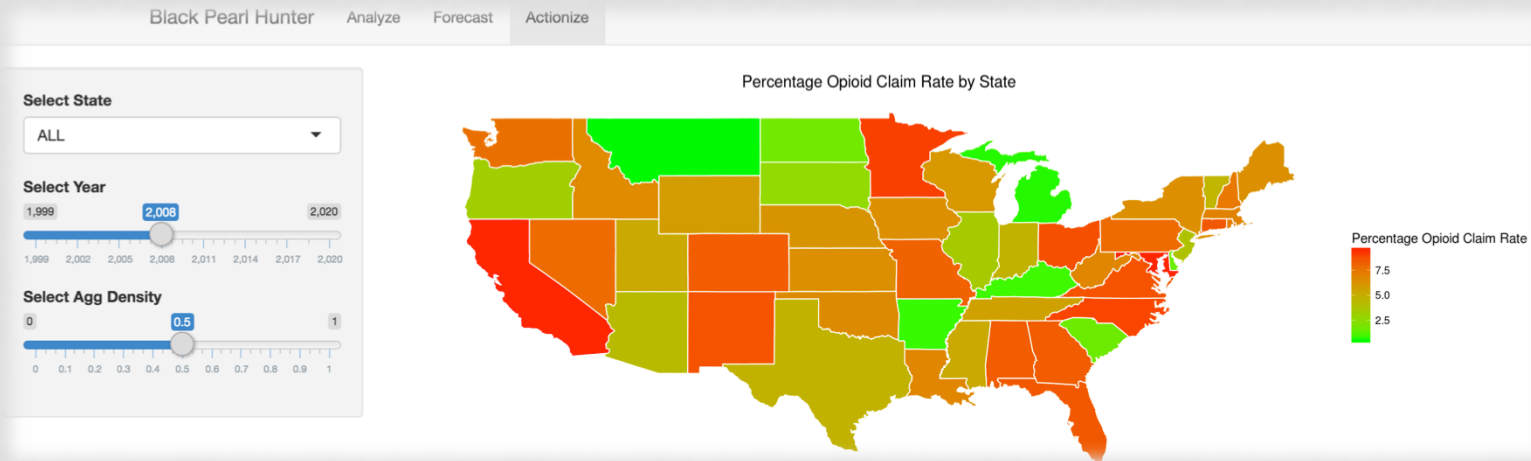 Black Pearl Hunter Analyze Forecast Actionize
Percentage Opioid Claim Rate by State
Select State
ALL
Select Year
1,999 2,008 2,020
1,999 2,002 2,005 2,008 2,011 2,014 2,017 2,020
Select Agg Density
0 0.5 1
0 0.1 0.2 0.3 0.4 0.5 0.6 0.7 0.8 0.9 1
Percentage Opioid Claim Rate
7.5
5.0
2.5